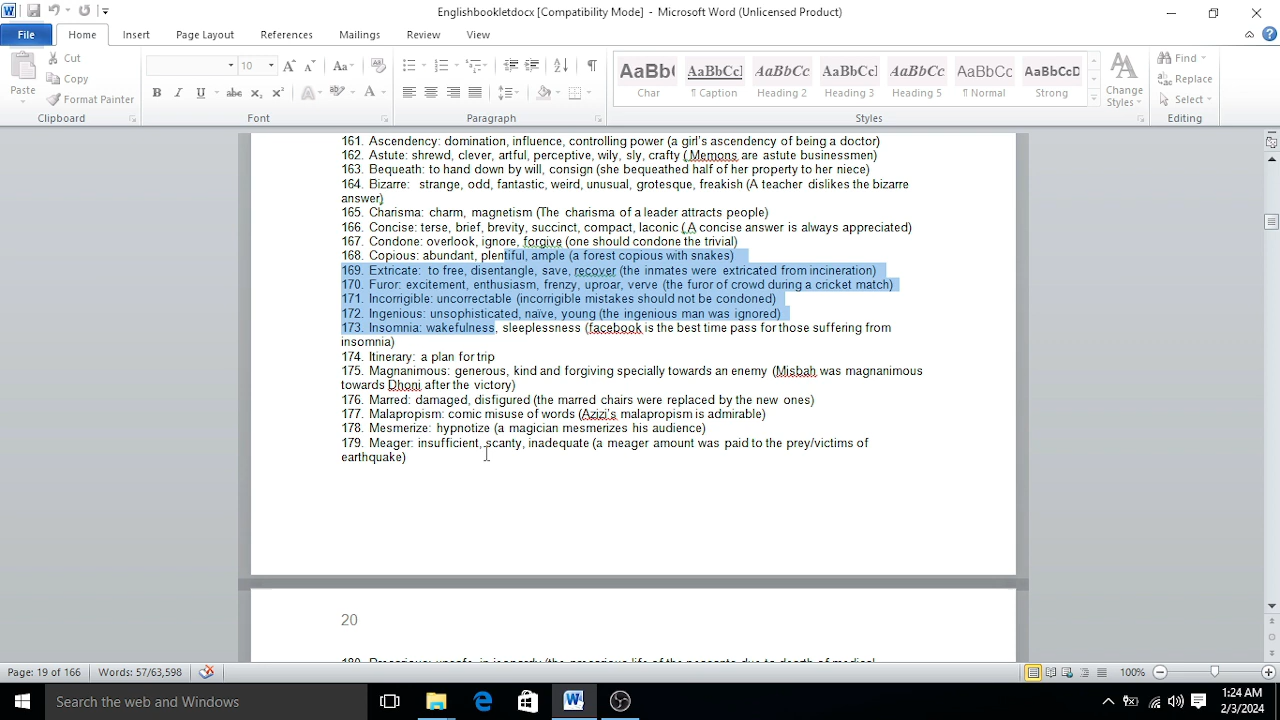 Englishbookletdocx [Compatibility Mode] - Microsoft Word (Unlicensed Product)
File Home Insert Page Layout References Mailings Review View
Paste Cut Copy Format Painter
10 Aa
AaBb( AaBbCcI AaBbCc AaBbCcI AaBbCc AaBbCc AaBbCcD
Char ¶ Caption Heading 2 Heading 3 Heading 5 ¶ Normal Strong
Change Styles
Find Replace Select
Clipboard Font Paragraph Styles Editing
161. Ascendency: domination, influence, controlling power (a girl's ascendency of being a doctor)
162. Astute: shrewd, clever, artful, perceptive, wily, sly, crafty ( Memons are astute businessmen)
163. Bequeath: to hand down by will, consign (she bequeathed half of her property to her niece)
164. Bizarre: strange, odd, fantastic, weird, unusual, grotesque, freakish (A teacher dislikes the bizarre
answer)
165. Charisma: charm, magnetism (The charisma of a leader attracts people)
166. Concise: terse, brief, brevity, succinct, compact, laconic ( A concise answer is always appreciated)
167. Condone: overlook, ignore, forgive (one should condone the trivial)
168. Copious: abundant, plentiful, ample (a forest copious with snakes)
169. Extricate: to free, disentangle, save, recover (the inmates were extricated from incineration)
170. Furor: excitement, enthusiasm, frenzy, uproar, verve (the furor of crowd during a cricket match)
171. Incorrigible: uncorrectable (incorrigible mistakes should not be condoned)
172. Ingenious: unsophisticated, naïve, young (the ingenious man was ignored)
173. Insomnia: wakefulness, sleeplessness (facebook is the best time pass for those suffering from
insomnia)
174. Itinerary: a plan for trip
175. Magnanimous: generous, kind and forgiving specially towards an enemy (Misbah was magnanimous
towards Dhoni after the victory)
176. Marred: damaged, disfigured (the marred chairs were replaced by the new ones)
177. Malapropism: comic misuse of words (Azizi's malapropism is admirable)
178. Mesmerize: hypnotize (a magician mesmerizes his audience)
179. Meager: insufficient, scanty, inadequate (a meager amount was paid to the prey/victims of
earthquake)
20
Page: 19 of 166 Words: 57/63,598 100%
Search the web and Windows
1:24 AM
2/3/2024